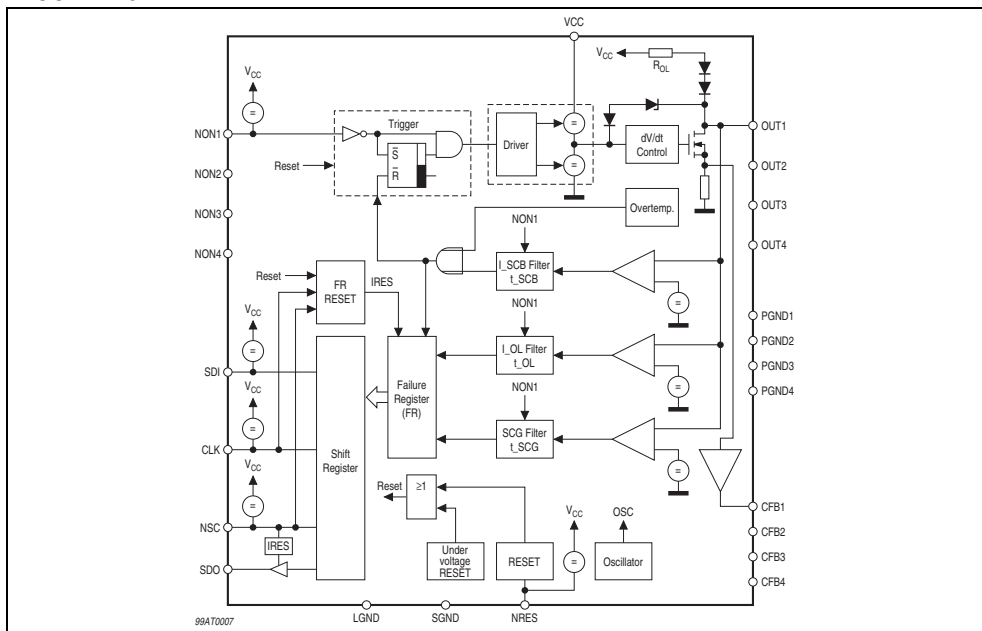 VCC
VCC
ROL
VCC
Trigger
NON1
Reset
S
R
Driver
=
=
=
dV/dt
Control
OUT1
NON2
OUT2
NON3
Overtemp.
OUT3
NON1
NON4
OUT4
I_SCB Filter
t_SCB
=
Reset
FR
RESET
IRES
NON1
PGND1
VCC
=
SDI
I_OL Filter
t_OL
=
PGND2
PGND3
PGND4
Failure
Register
(FR)
NON1
VCC
=
CLK
Shift
Register
SCG Filter
t_SCG
=
VCC
=
Reset
≥1
NSC
IRES
SDO
Under
voltage
RESET
RESET
VCC
=
OSC
Oscillator
CFB1
CFB2
CFB3
CFB4
LGND
SGND
NRES
99AT0007